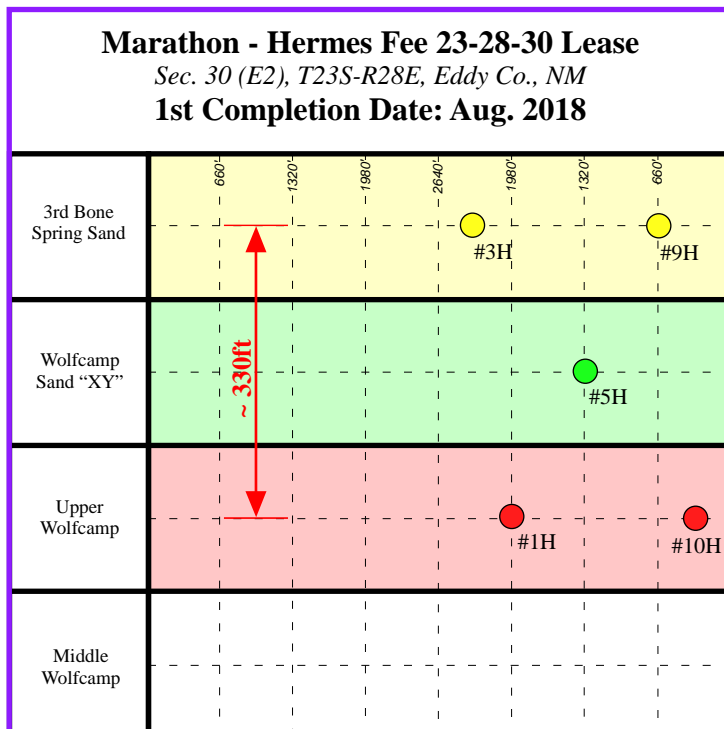 Marathon - Hermes Fee 23-28-30 Lease
Sec. 30 (E2), T23S-R28E, Eddy Co., NM
1st Completion Date: Aug. 2018
660'
1320'
1980'
2640'
1980'
1320'
660'
3rd Bone
Spring Sand
#3H
#9H
~ 330ft
Wolfcamp
Sand “XY”
#5H
Upper
Wolfcamp
#1H
#10H
Middle
Wolfcamp